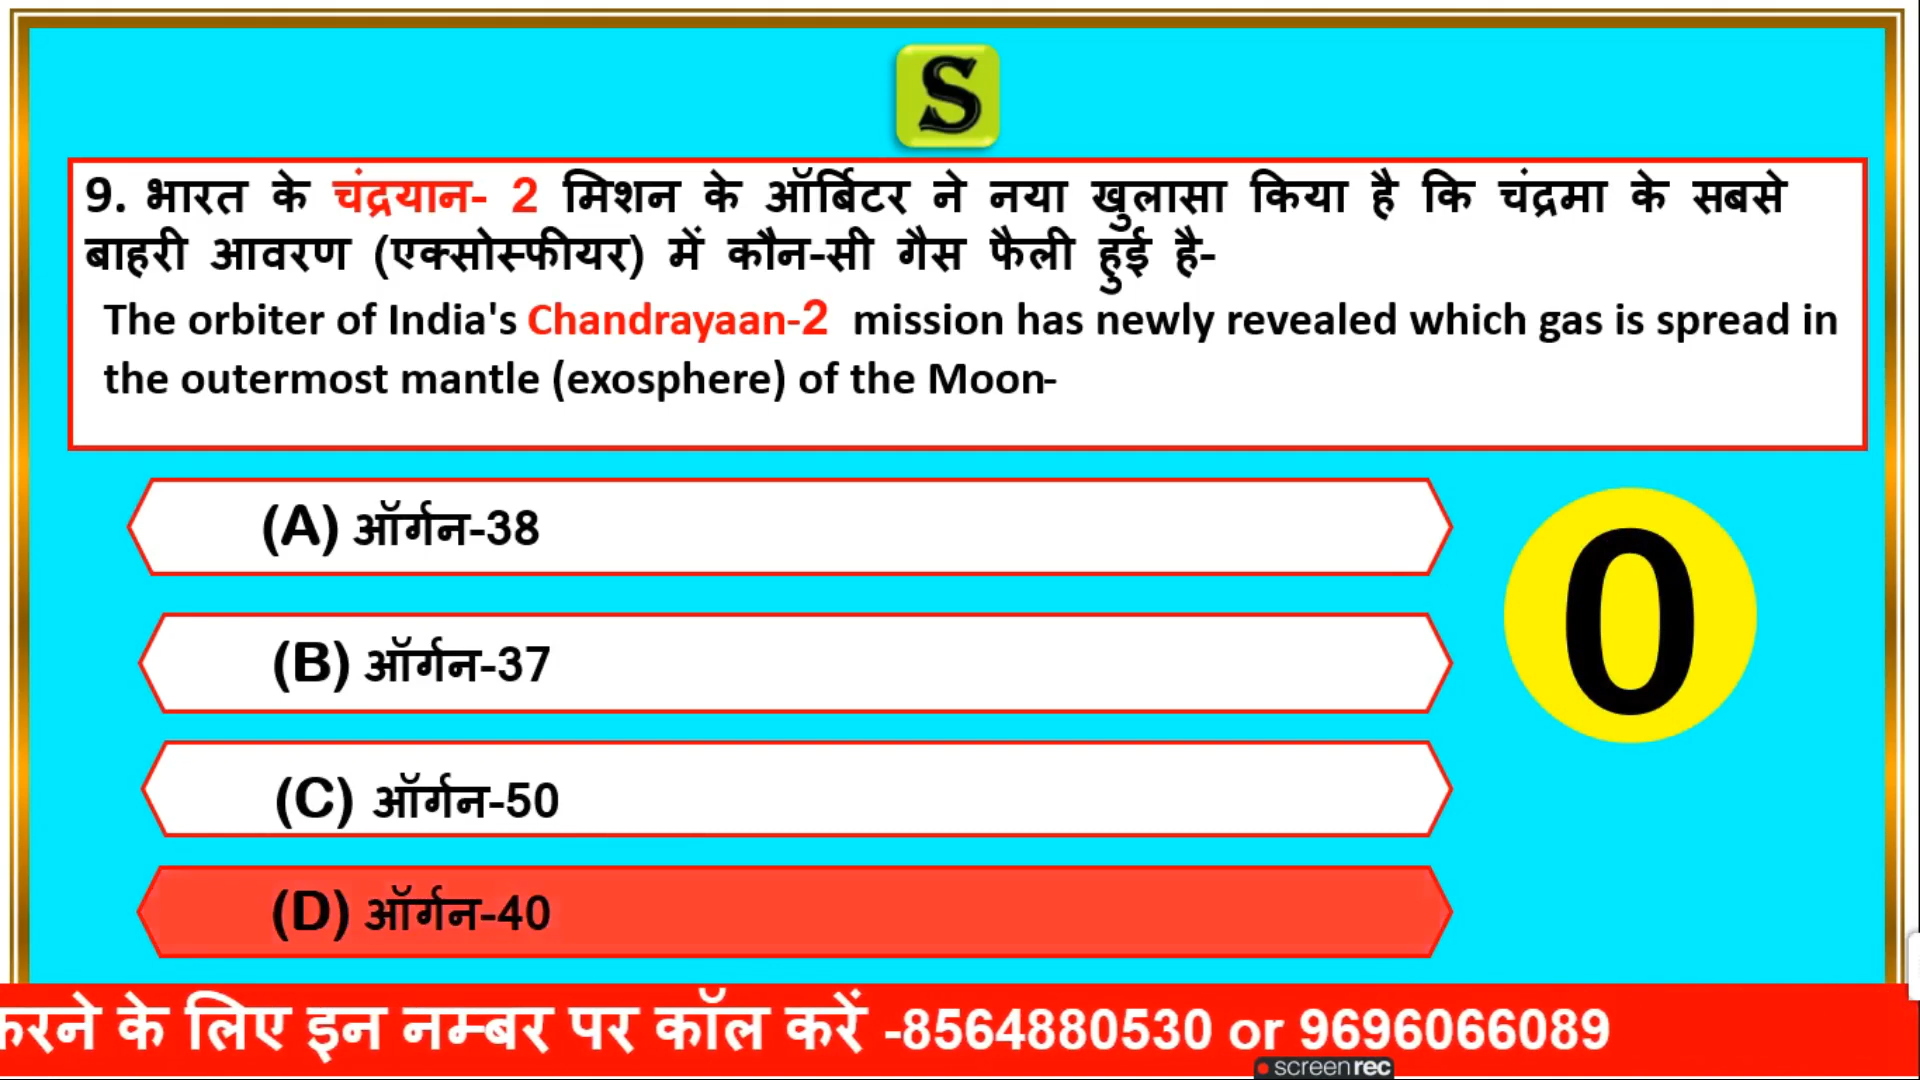 S
9. भारत के चंद्रयान- 2 मिशन के ऑर्बिटर ने नया खुलासा किया है कि चंद्रमा के सबसे
बाहरी आवरण (एक्सोस्फीयर) में कौन-सी गैस फैली हुई है-
The orbiter of India's Chandrayaan-2 mission has newly revealed which gas is spread in
the outermost mantle (exosphere) of the Moon-
(A) ऑर्गन-38
(B) ऑर्गन-37
(C) ऑर्गन-50
(D) ऑर्गन-40
0
करने के लिए इन नम्बर पर कॉल करें -8564880530 or 9696066089
screenrec